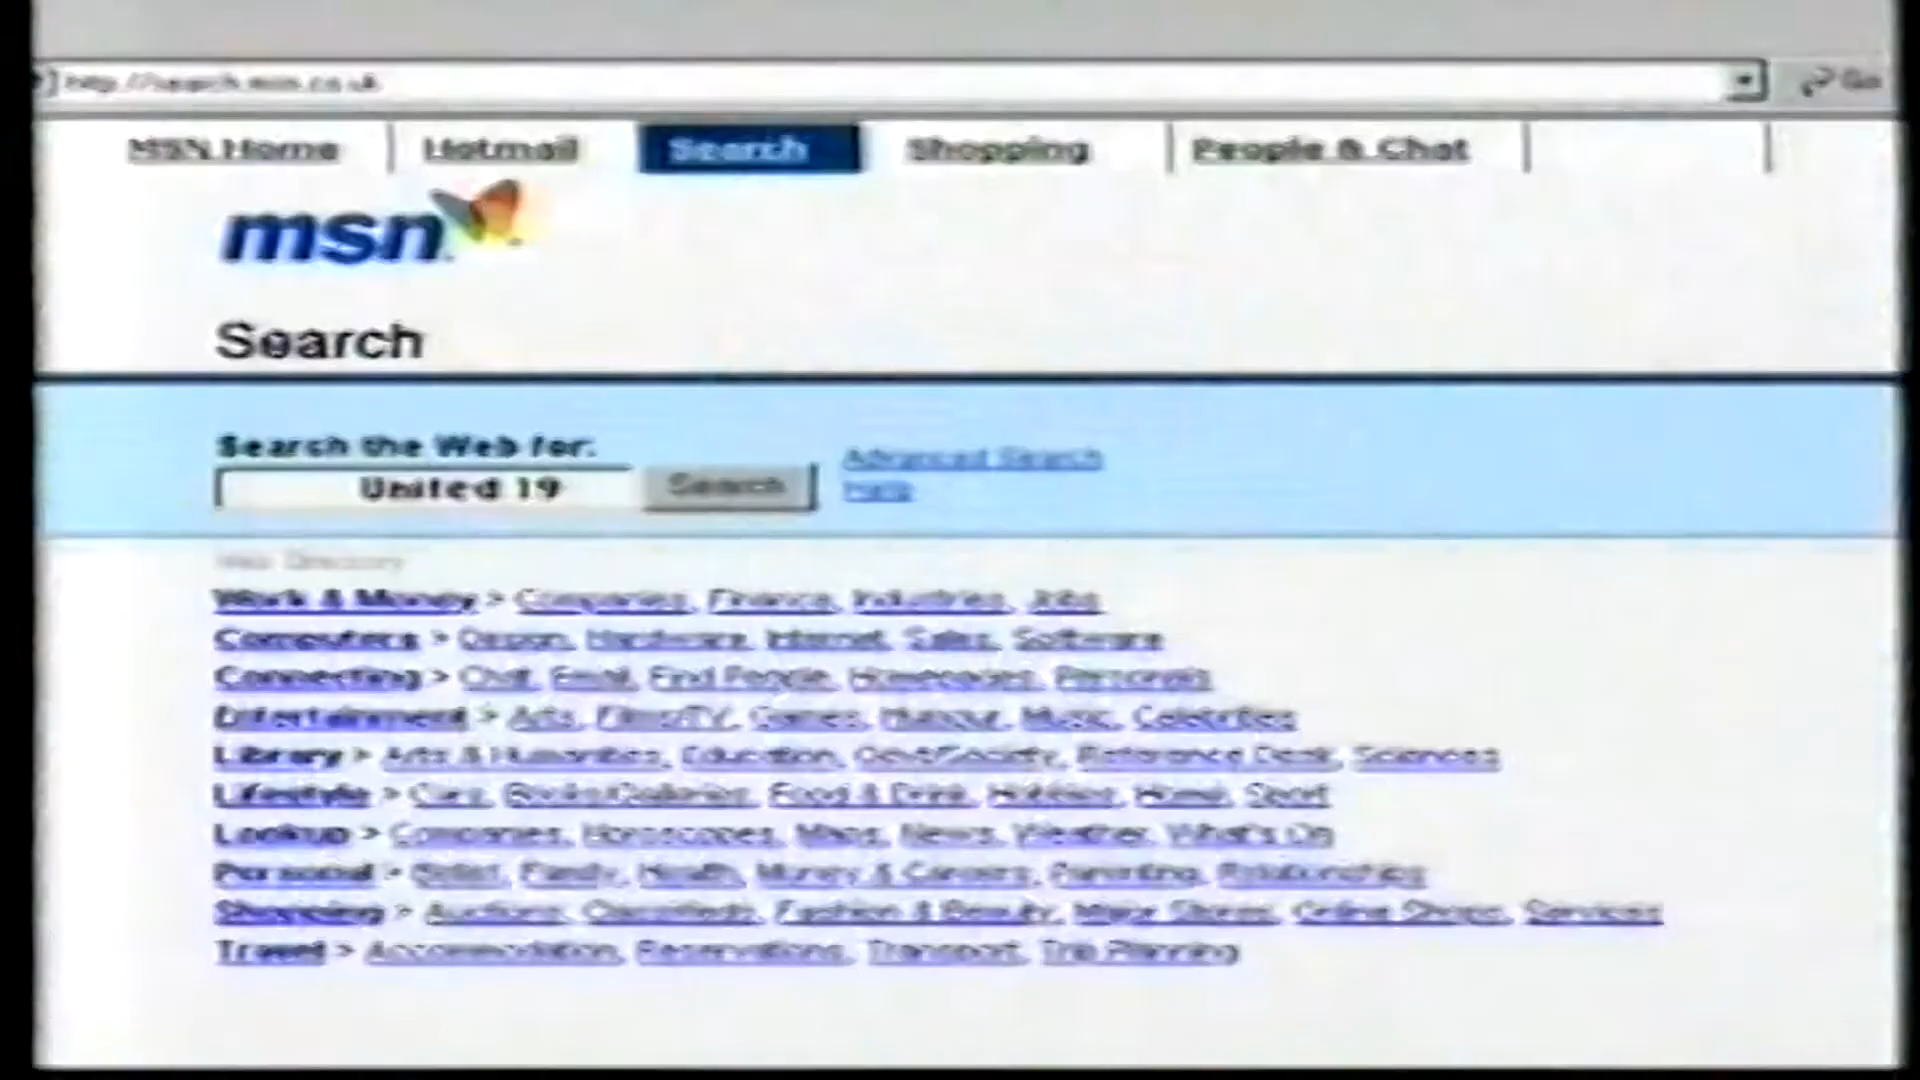 http://search.msn.co.uk
Go
MSN Home
Hotmail
Search
Shopping
People & Chat
msn
Search
Search the Web for:
United 19
Search
Advanced Search
Help
Web Directory
Work & Money > Companies, Finance, Industries, Jobs
Computers > Design, Hardware, Internet, Sales, Software
Connecting > Chat, Email, Find People, Homepages, Personals
Entertainment > Arts, Films/TV, Games, Humour, Music, Celebrities
Library > Arts & Humanities, Education, Govt/Society, Reference Desk, Sciences
Lifestyle > Cars, Books/Galleries, Food & Drink, Hobbies, Home, Sport
Lookup > Companies, Horoscopes, Maps, News, Weather, What's On
Personal > Family, Health, Money & Careers, Parenting, Relationships
Shopping > Auctions, Classifieds, Fashion & Beauty, Major Stores, Online Shops, Services
Travel > Accommodation, Reservations, Transport, Trip Planning